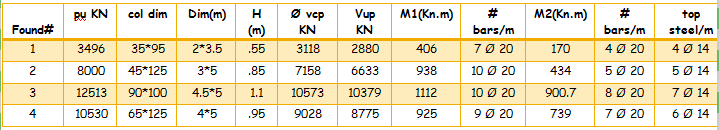 Found# pu KN col dim Dim(m) H (m) Ø vcp KN Vup KN M1(Kn.m) # bars/m M2(Kn.m) # bars/m top steel/m
1 3496 35*95 2*3.5 .55 3118 2880 406 7 Ø 20 170 4 Ø 20 4 Ø 14
2 8000 45*125 3*5 .85 7158 6633 938 10 Ø 20 434 5 Ø 20 5 Ø 14
3 12513 90*100 4.5*5 1.1 10573 10379 1112 10 Ø 20 900.7 8 Ø 20 7 Ø 14
4 10530 65*125 4*5 .95 9028 8775 925 9 Ø 20 739 7 Ø 20 6 Ø 14